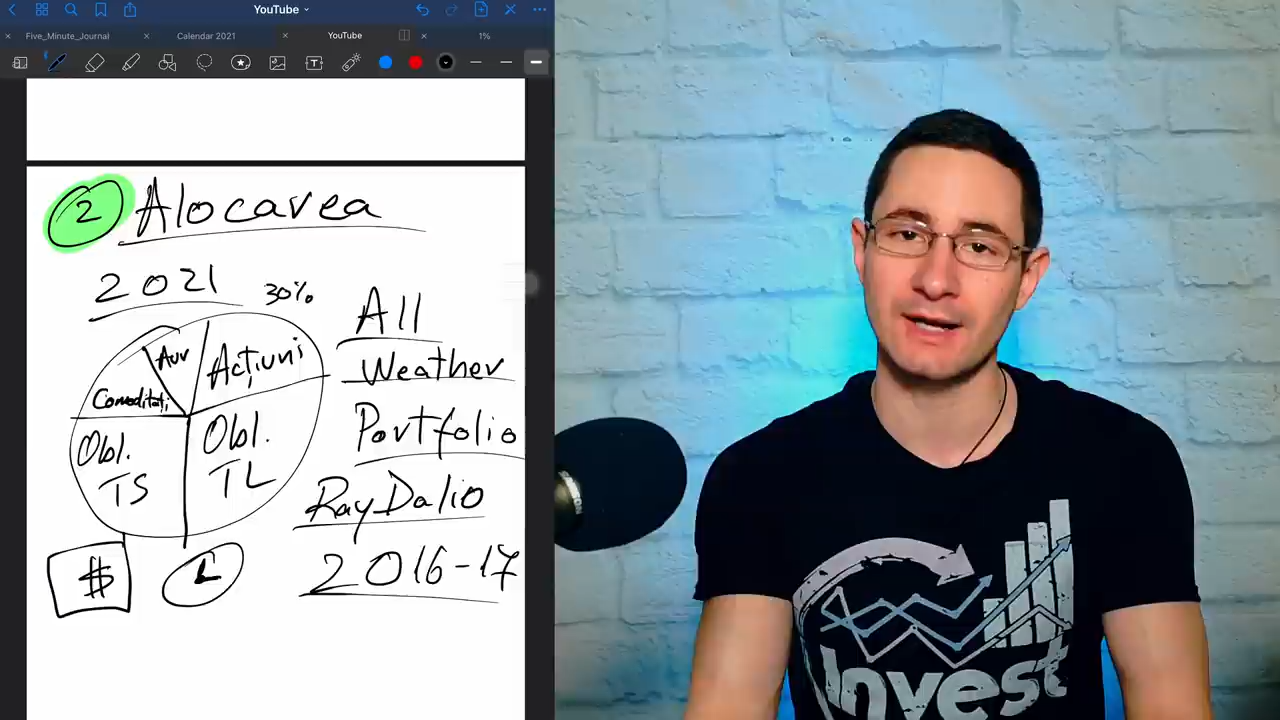 YouTube
Five_Minute_Journal
Calendar 2021
YouTube
1%
T
2 Alocarea
2021
30%
All
Weather
Portfolio
Ray Dalio
2016-17
Aur
Acțiuni
Comoditati
Obl.
TS
Obl.
TL
$
Invest